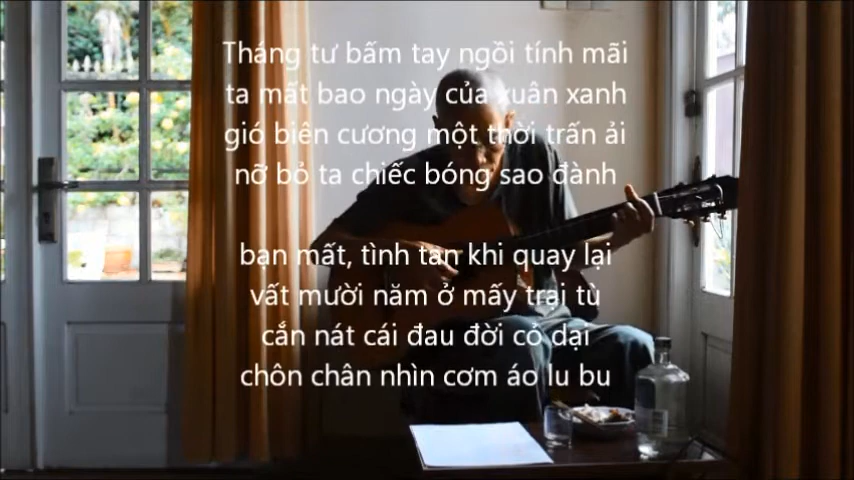 Tháng tư bấm tay ngồi tính mãi
ta mất bao ngày của xuân xanh
gió biên cương một thời trấn ải
nỡ bỏ ta chiếc bóng sao đành
bạn mất, tình tan khi quay lại
vất mười năm ở mấy trại tù
cắn nát cái đau đời cỏ dại
chôn chân nhìn cơm áo lu bu